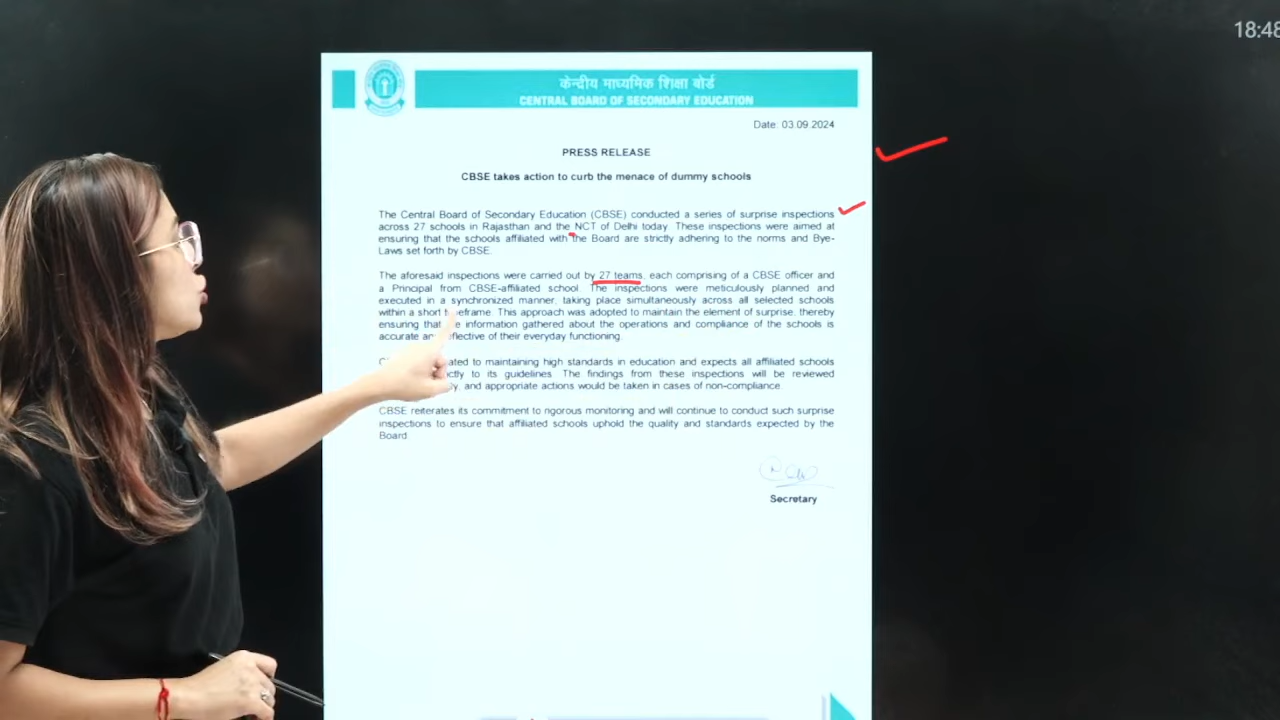 18:48
केन्द्रीय माध्यमिक शिक्षा बोर्ड
CENTRAL BOARD OF SECONDARY EDUCATION
Date: 03.09.2024
PRESS RELEASE
CBSE takes action to curb the menace of dummy schools
The Central Board of Secondary Education (CBSE) conducted a series of surprise inspections
across 27 schools in Rajasthan and the NCT of Delhi today. These inspections were aimed at
ensuring that the schools affiliated with the Board are strictly adhering to the norms and Bye-
Laws set forth by CBSE.
The aforesaid inspections were carried out by 27 teams, each comprising of a CBSE officer and
a Principal from CBSE-affiliated school. The inspections were meticulously planned and
executed in a synchronized manner, taking place simultaneously across all selected schools
within a short timeframe. This approach was adopted to maintain the element of surprise, thereby
ensuring that information gathered about the operations and compliance of the schools is
accurate and reflective of their everyday functioning.
to maintaining high standards in education and expects all affiliated schools
to its guidelines. The findings from these inspections will be reviewed
and appropriate actions would be taken in cases of non-compliance.
CBSE reiterates its commitment to rigorous monitoring and will continue to conduct such surprise
inspections to ensure that affiliated schools uphold the quality and standards expected by the
Board.
Secretary